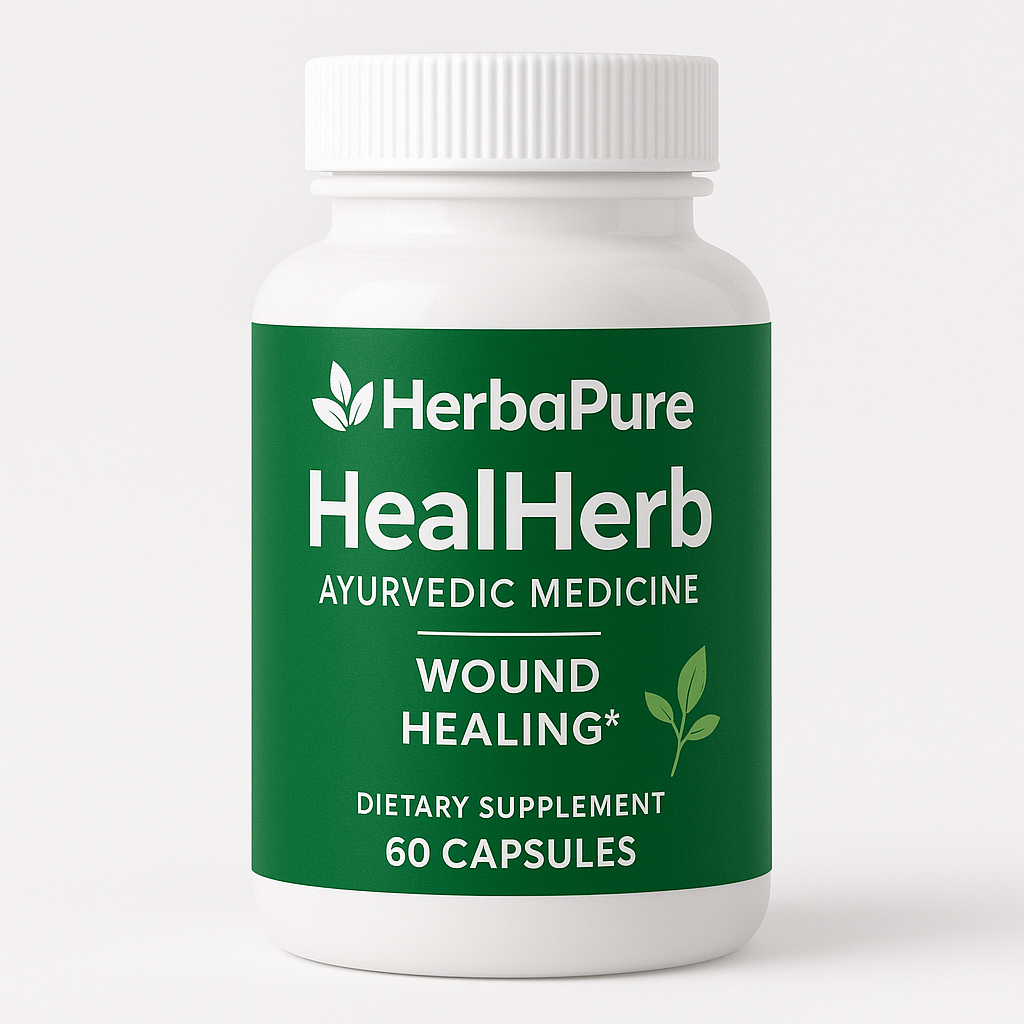 HerbaPure
HealHerb
AYURVEDIC MEDICINE
WOUND
HEALING*
DIETARY SUPPLEMENT
60 CAPSULES